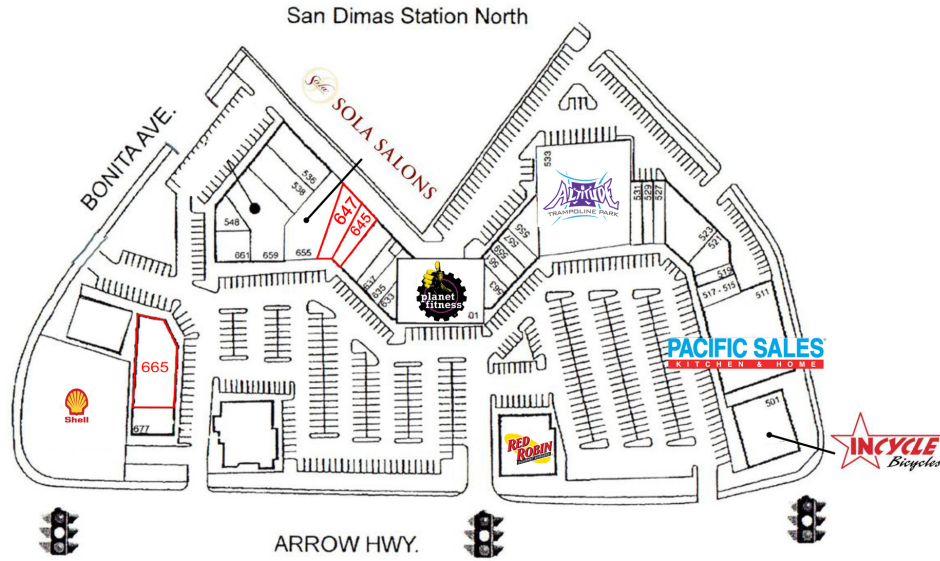 San Dimas Station North
Sola
SOLA SALONS
BONITA AVE.
533
ALTITUDE
TRAMPOLINE PARK
536
538
531
529
527
647
645
548
555
557
559
561
563
523
521
661
659
655
637
635
633
planet
fitness
01
519
517 - 515
511
PACIFIC SALES
KITCHEN & HOME
665
Shell
677
501
RED
ROBIN
INCYCLE
Bicycles
ARROW HWY.